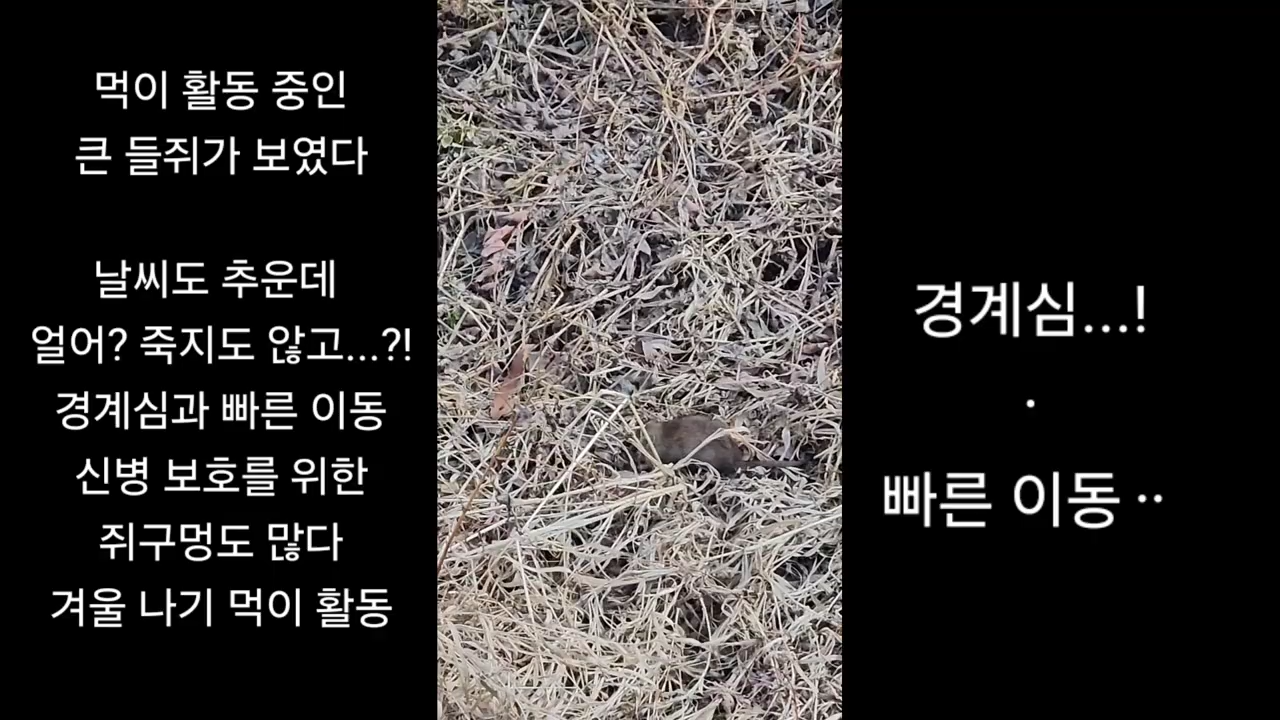 먹이 활동 중인
큰 들쥐가 보였다
날씨도 추운데
얼어? 죽지도 않고...?!
경계심과 빠른 이동
신병 보호를 위한
쥐구멍도 많다
겨울 나기 먹이 활동
경계심...!
.
빠른 이동 ··